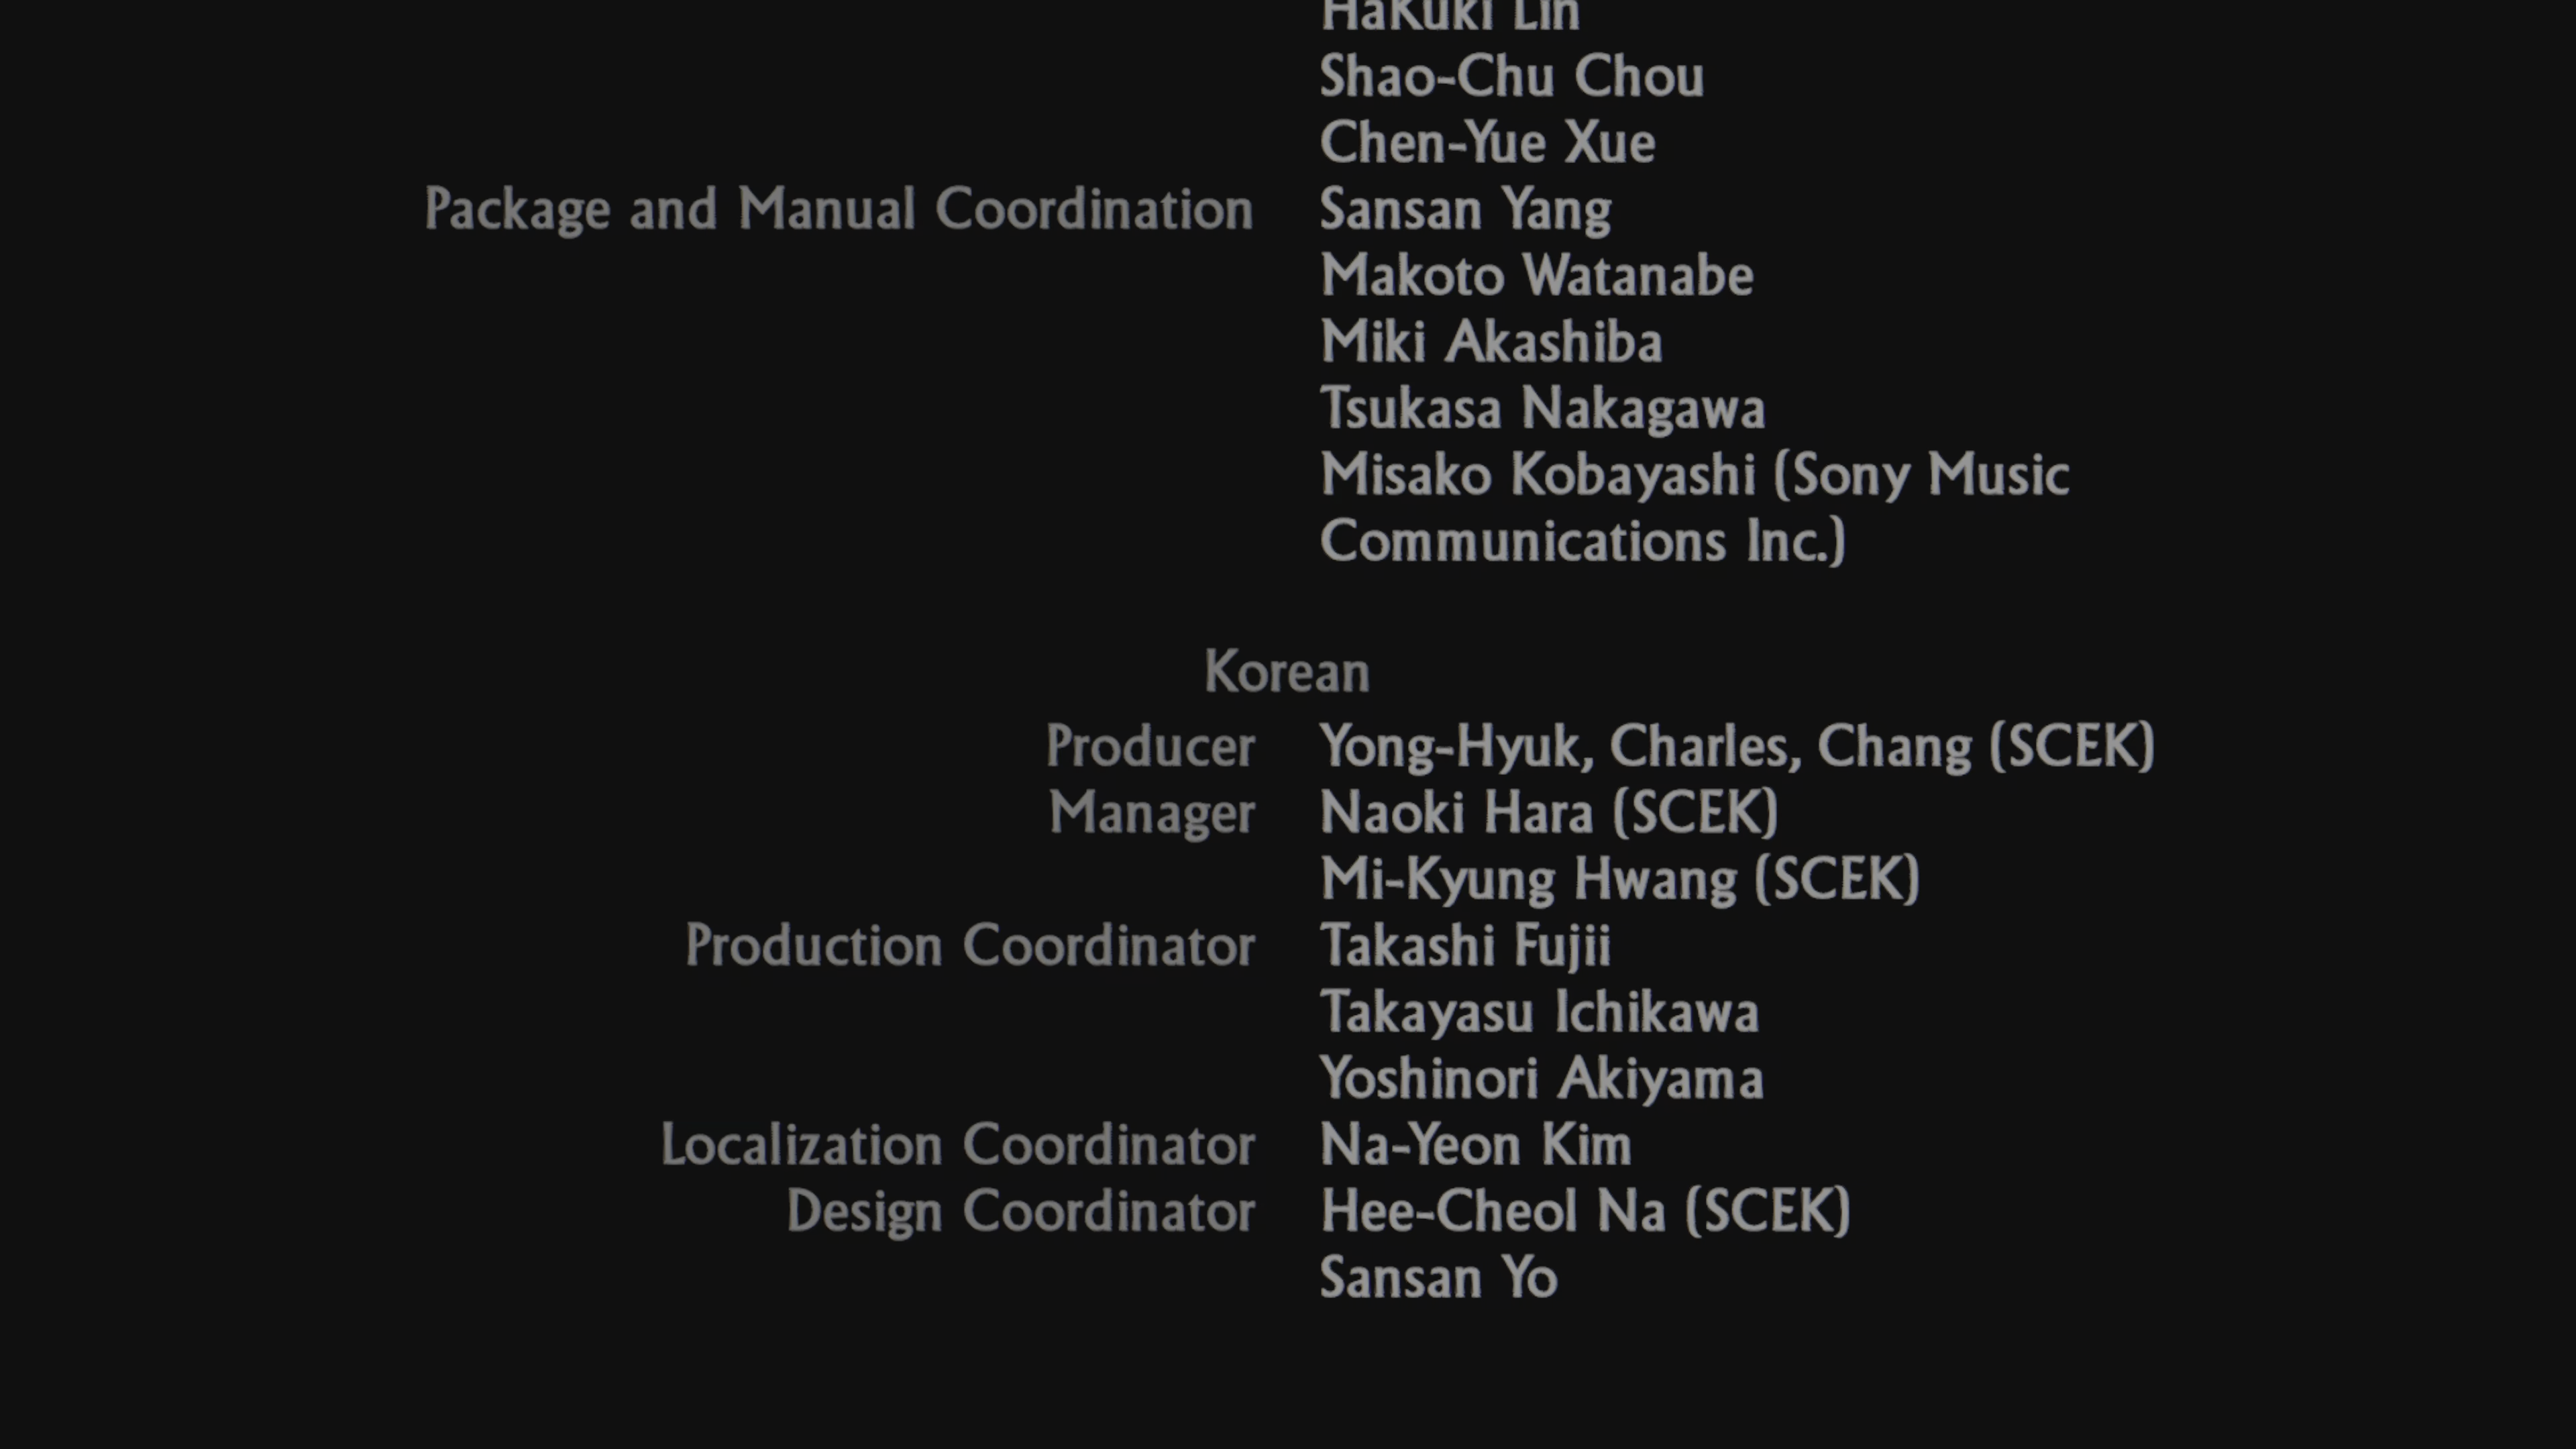 HaKuki Lin
Shao-Chu Chou
Chen-Yue Xue
Package and Manual Coordination Sansan Yang
Makoto Watanabe
Miki Akashiba
Tsukasa Nakagawa
Misako Kobayashi (Sony Music
Communications Inc.)
Korean
Producer Yong-Hyuk, Charles, Chang (SCEK)
Manager Naoki Hara (SCEK)
Mi-Kyung Hwang (SCEK)
Production Coordinator Takashi Fujii
Takayasu Ichikawa
Yoshinori Akiyama
Localization Coordinator Na-Yeon Kim
Design Coordinator Hee-Cheol Na (SCEK)
Sansan Yo